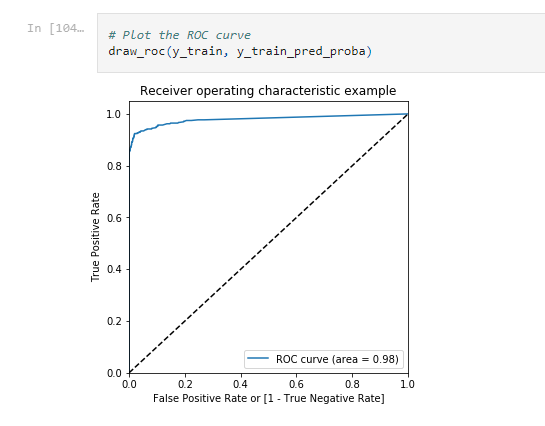 In [104...
# Plot the ROC curve
draw_roc(y_train, y_train_pred_proba)
Receiver operating characteristic example
1.0
0.8
0.6
0.4
0.2
0.0
True Positive Rate
ROC curve (area = 0.98)
0.0 0.2 0.4 0.6 0.8 1.0
False Positive Rate or [1 - True Negative Rate]